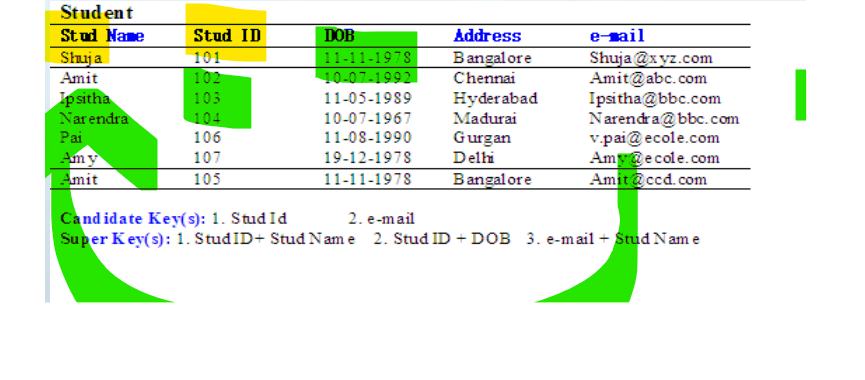 Student
Stud Name Stud ID DOB Address e-mail
Shuja 101 11-11-1978 Bangalore Shuja@xyz.com
Amit 102 10-07-1992 Chennai Amit@abc.com
Ipsitha 103 11-05-1989 Hyderabad Ipsitha@bbc.com
Narendra 104 10-07-1967 Madurai Narendra@bbc.com
Pai 106 11-08-1990 Gurgan v.pai@ecole.com
Amy 107 19-12-1978 Delhi Amy@ecole.com
Amit 105 11-11-1978 Bangalore Amit@ccd.com
Candidate Key(s): 1. Stud Id 2. e-mail
Super Key(s): 1. StudID+ Stud Name 2. Stud ID + DOB 3. e-mail + Stud Name